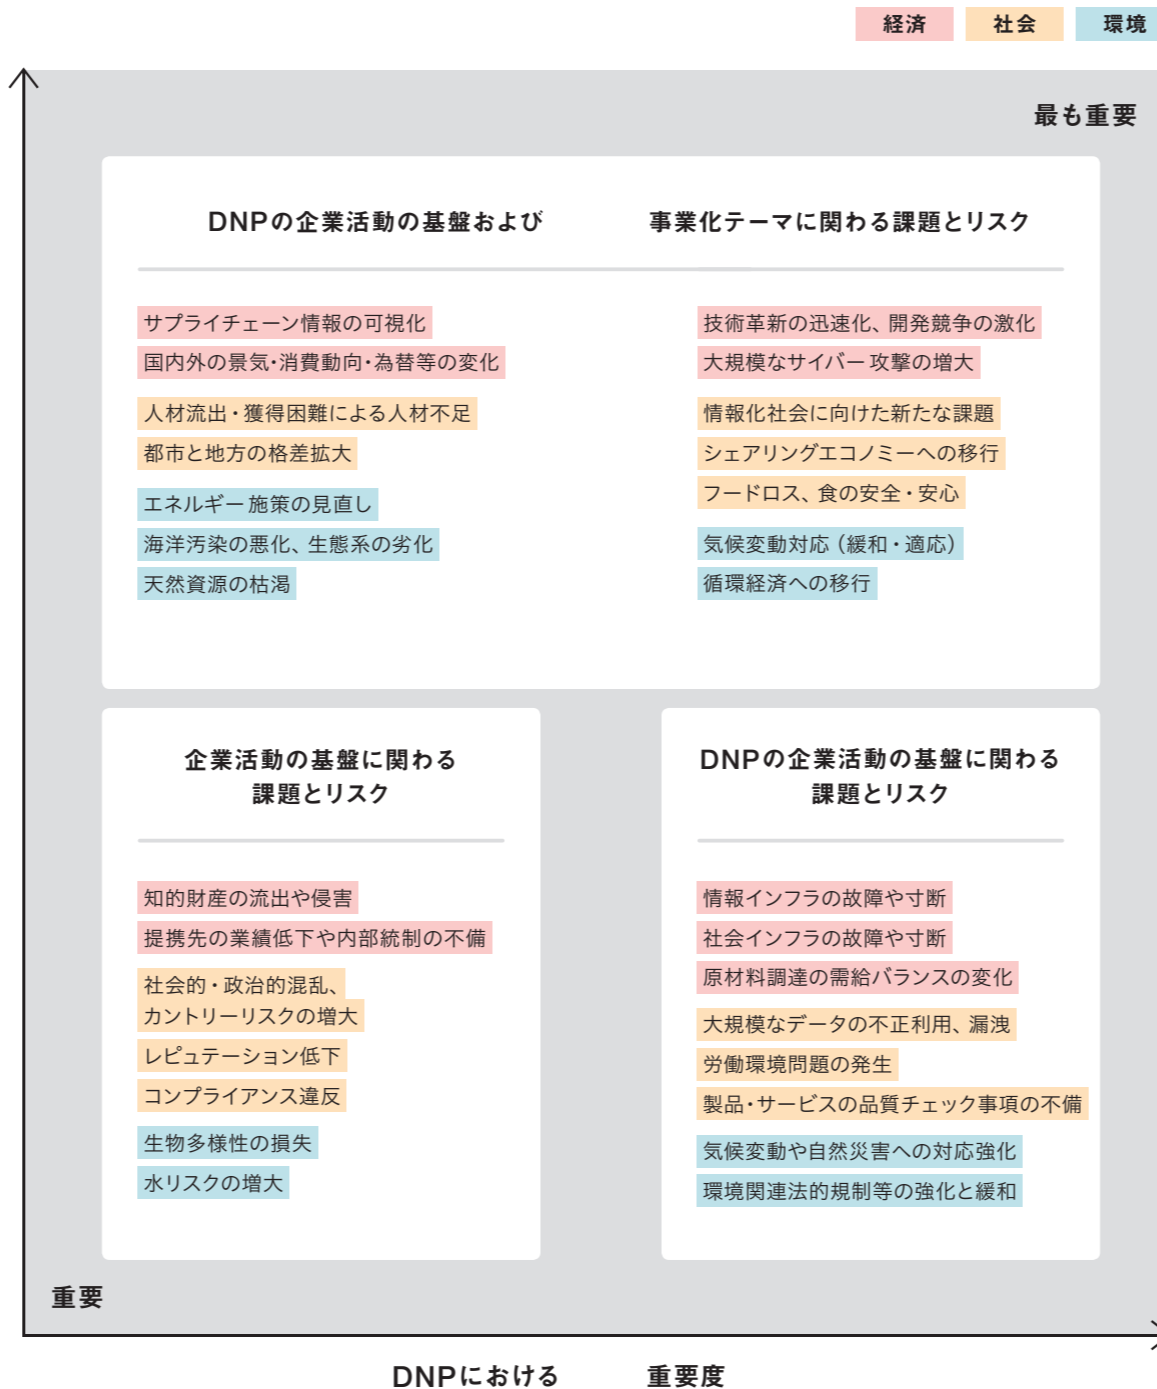 経済 社会 環境
最も重要
DNPの企業活動の基盤および 事業化テーマに関わる課題とリスク
サプライチェーン情報の可視化
国内外の景気・消費動向・為替等の変化
人材流出・獲得困難による人材不足
都市と地方の格差拡大
エネルギー施策の見直し
海洋汚染の悪化、生態系の劣化
天然資源の枯渇
技術革新の迅速化、開発競争の激化
大規模なサイバー攻撃の増大
情報化社会に向けた新たな課題
シェアリングエコノミーへの移行
フードロス、食の安全・安心
気候変動対応（緩和・適応）
循環経済への移行
企業活動の基盤に関わる
課題とリスク
知的財産の流出や侵害
提携先の業績低下や内部統制の不備
社会的・政治的混乱、
カントリーリスクの増大
レピュテーション低下
コンプライアンス違反
生物多様性の損失
水リスクの増大
DNPの企業活動の基盤に関わる
課題とリスク
情報インフラの故障や寸断
社会インフラの故障や寸断
原材料調達の需給バランスの変化
大規模なデータの不正利用、漏洩
労働環境問題の発生
製品・サービスの品質チェック事項の不備
気候変動や自然災害への対応強化
環境関連法的規制等の強化と緩和
重要
DNPにおける 重要度